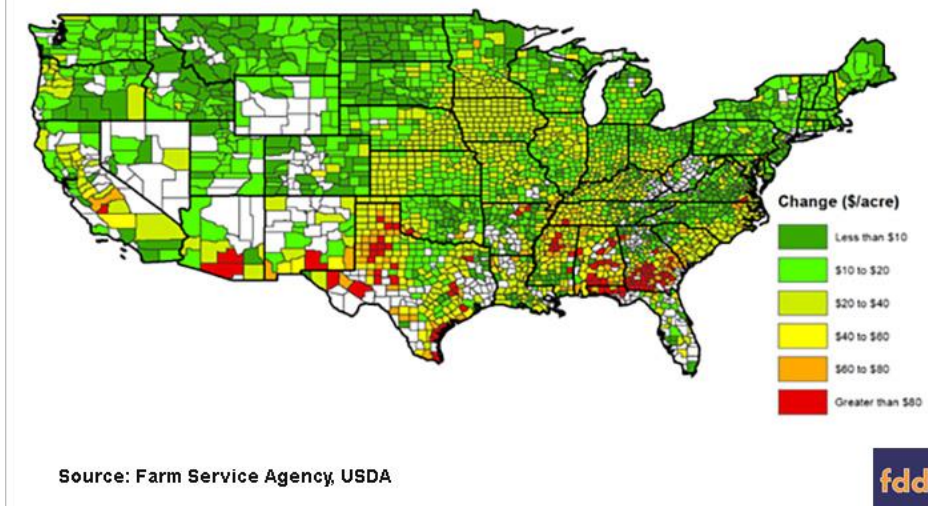 Change ($/acre)
Less than $10
$10 to $20
$20 to $40
$40 to $60
$60 to $80
Greater than $80
Source: Farm Service Agency, USDA
fdd